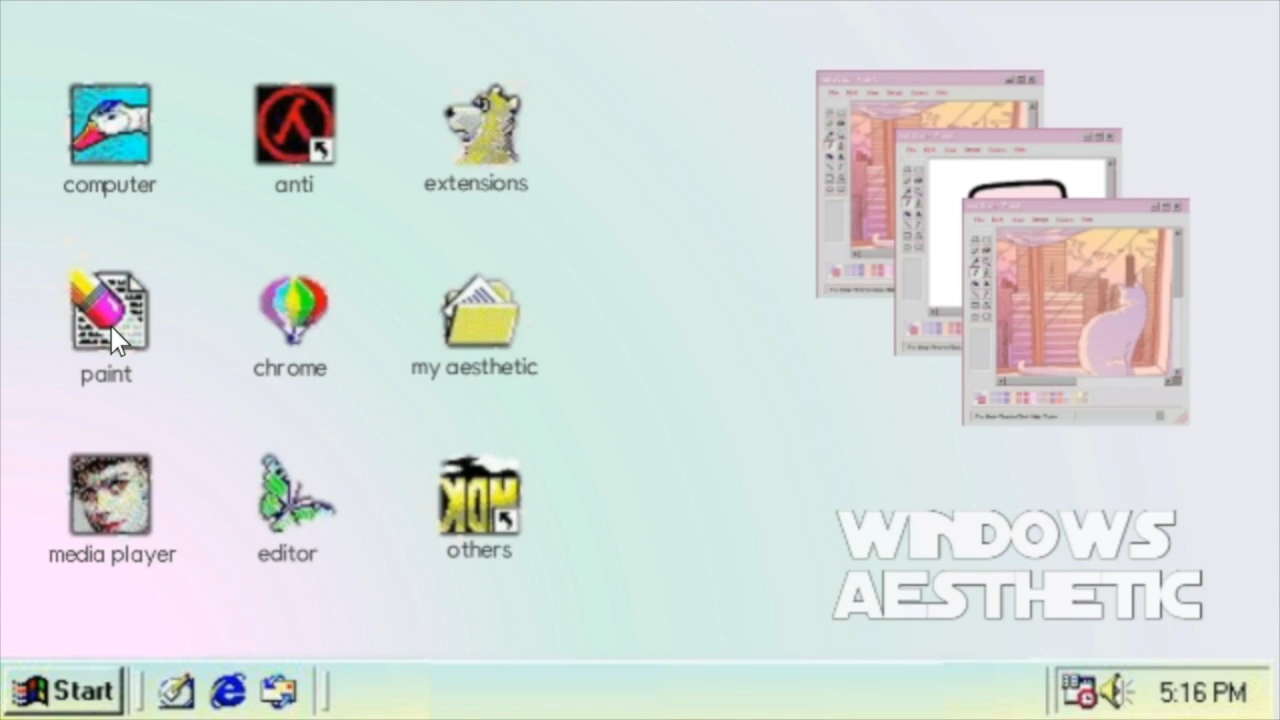 computer
anti
extensions
paint
chrome
my aesthetic
media player
editor
others
WINDOWS
AESTHETIC
Start
5:16 PM